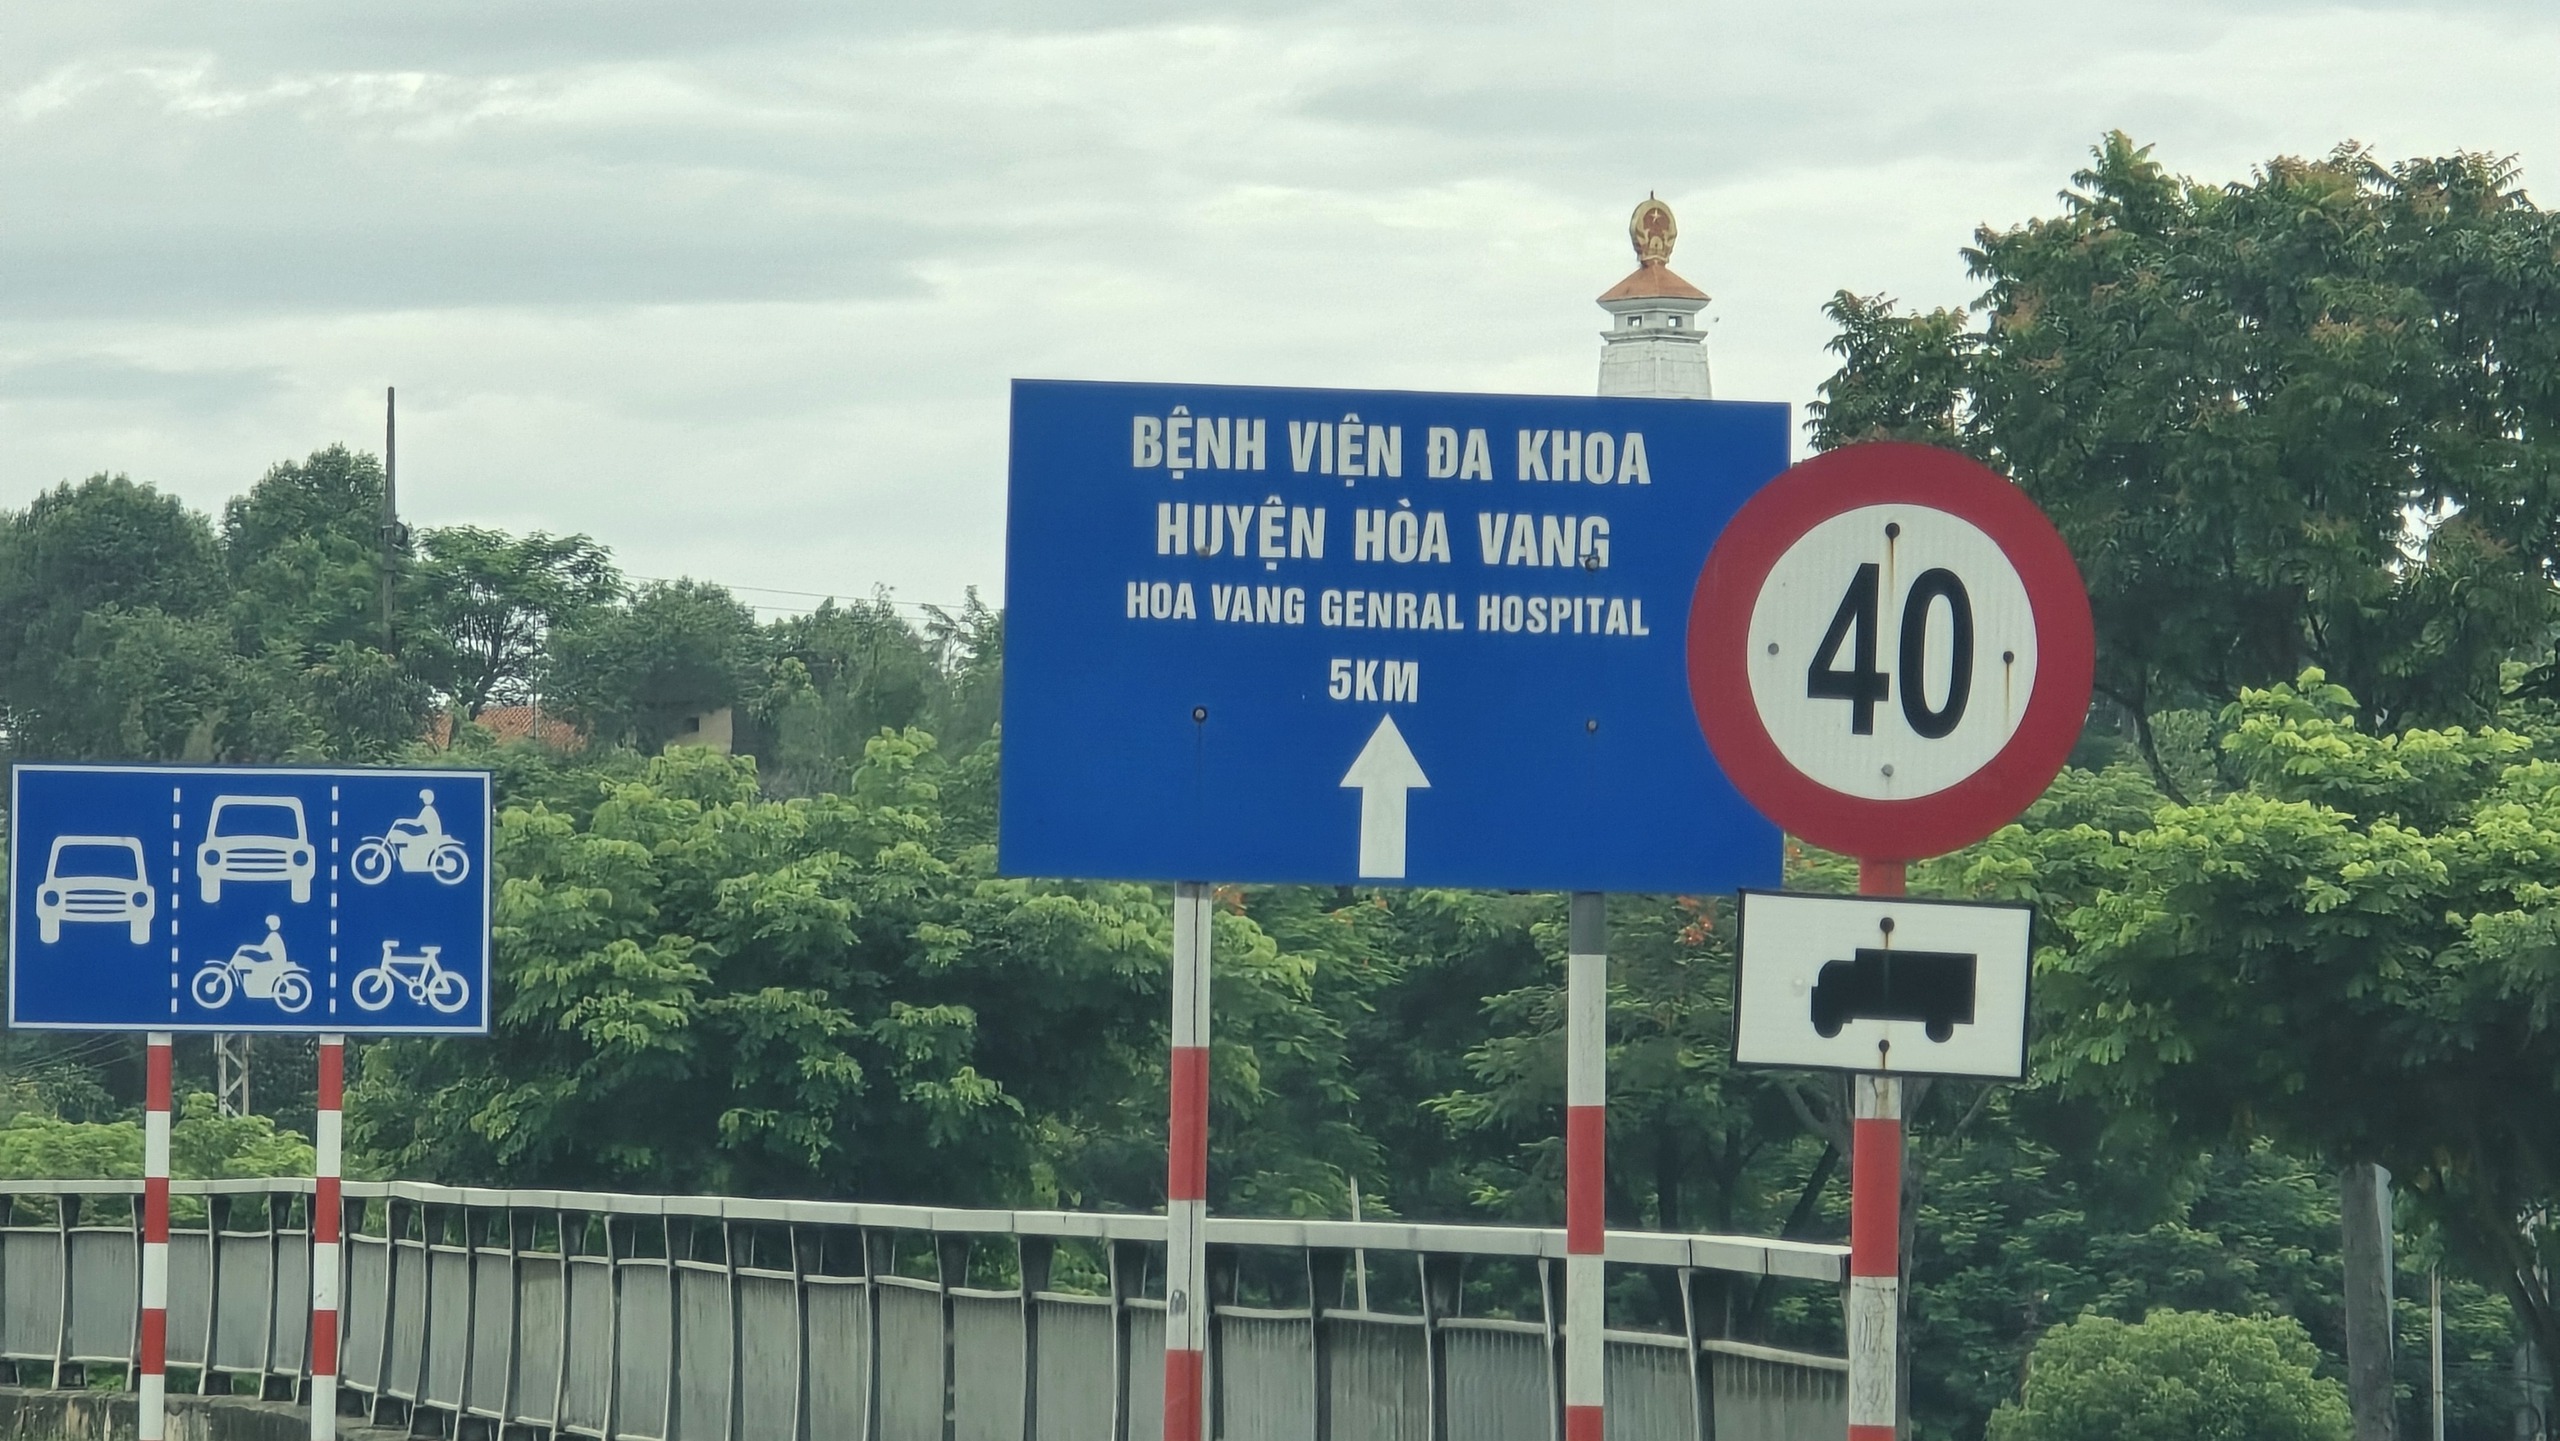 BỆNH VIỆN ĐA KHOA
HUYỆN HÒA VANG
HOA VANG GENRAL HOSPITAL
5KM
40